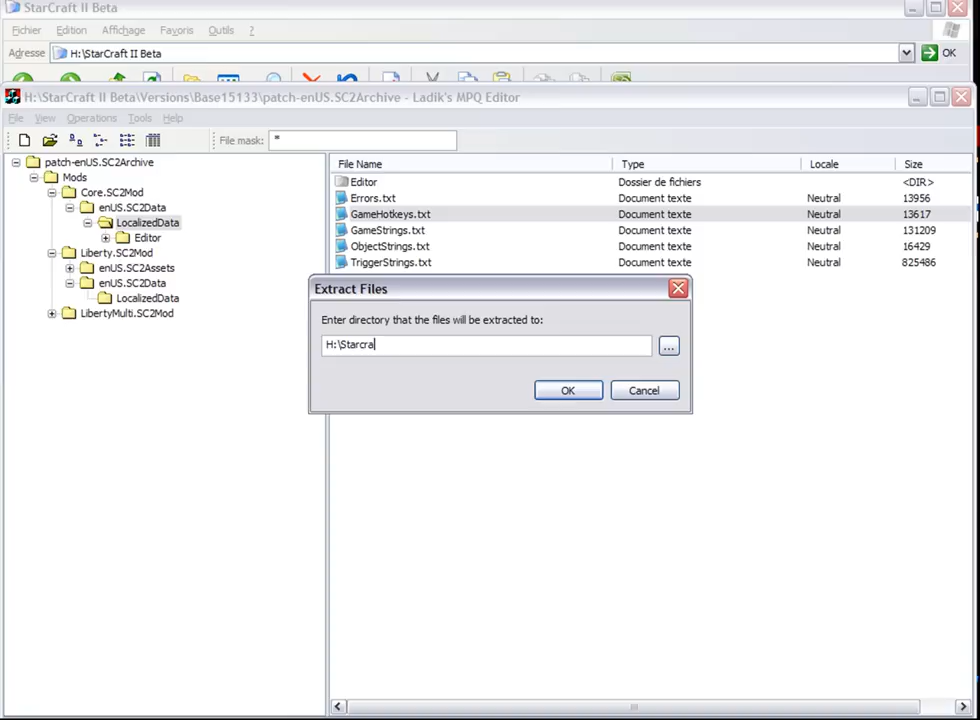 StarCraft II Beta
Fichier Edition Affichage Favoris Outils ?
Adresse H:\StarCraft II Beta OK
H:\StarCraft II Beta\Versions\Base15133\patch-enUS.SC2Archive - Ladik's MPQ Editor
File View Operations Tools Help
File mask: *
patch-enUS.SC2Archive
Mods
Core.SC2Mod
enUS.SC2Data
LocalizedData
Editor
Liberty.SC2Mod
enUS.SC2Assets
enUS.SC2Data
LocalizedData
LibertyMulti.SC2Mod
File Name Type Locale Size
Editor Dossier de fichiers <DIR>
Errors.txt Document texte Neutral 13956
GameHotkeys.txt Document texte Neutral 13617
GameStrings.txt Document texte Neutral 131209
ObjectStrings.txt Document texte Neutral 16429
TriggerStrings.txt Document texte Neutral 825486
Extract Files
Enter directory that the files will be extracted to:
H:\Starcra
...
OK Cancel